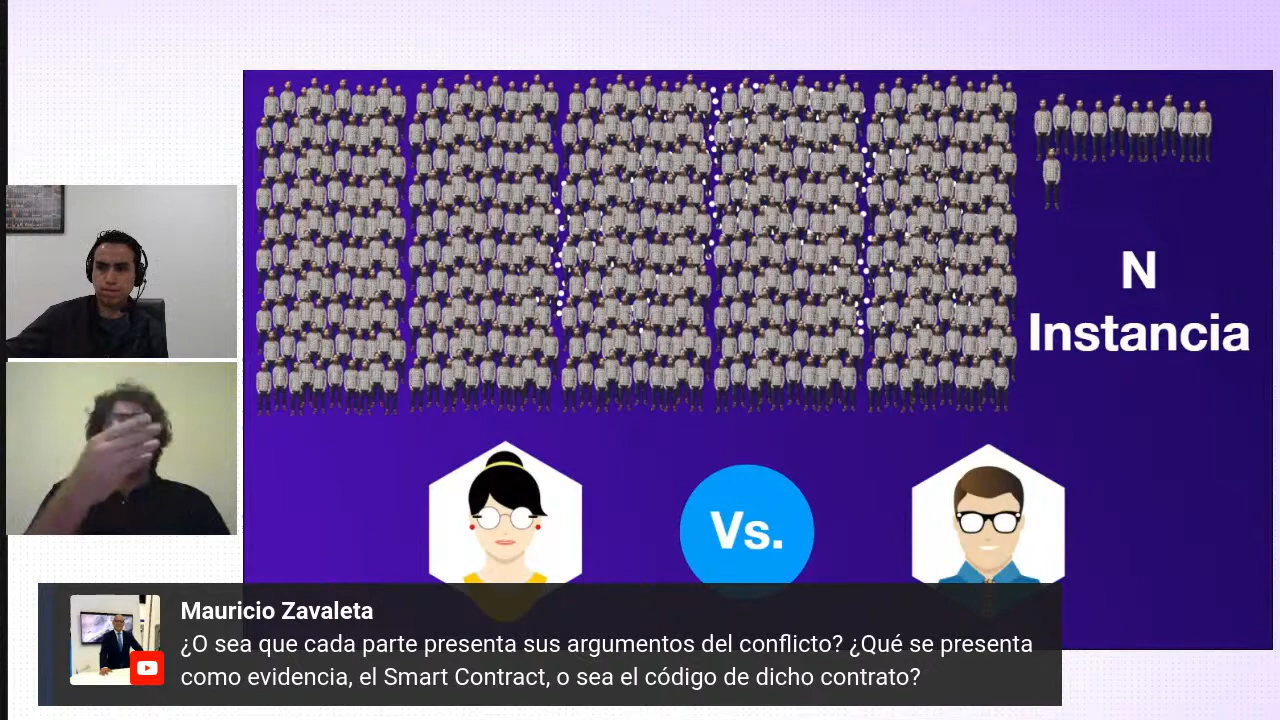 N
Instancia
Vs.
Mauricio Zavaleta
¿O sea que cada parte presenta sus argumentos del conflicto? ¿Qué se presenta
como evidencia, el Smart Contract, o sea el código de dicho contrato?